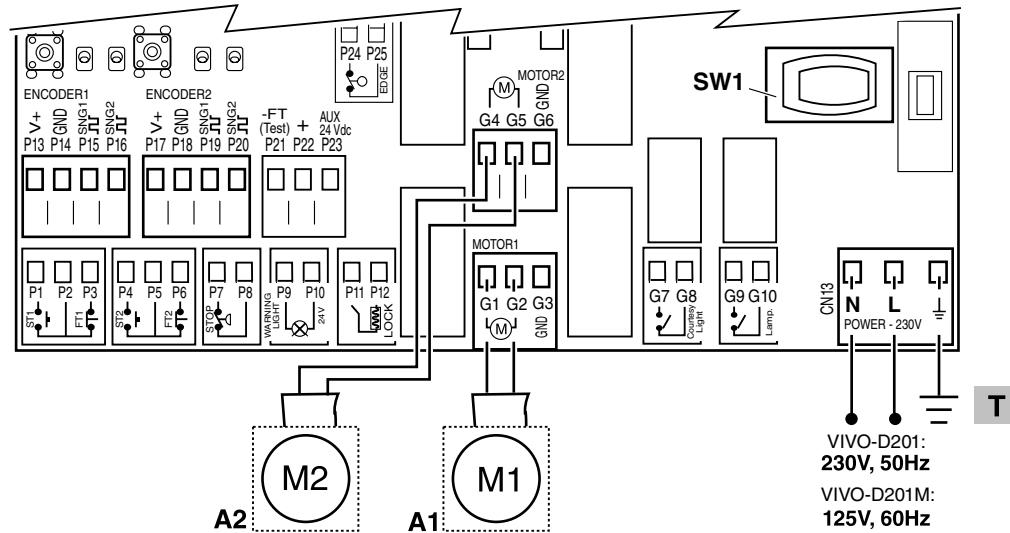 P24 P25
EDGE
MOTOR2
M
GND
G4 G5 G6
SW1
ENCODER1
V+ GND SNG1 SNG2
P13 P14 P15 P16
ENCODER2
V+ GND SNG1 SNG2
P17 P18 P19 P20
-FT (Test) + AUX 24 Vdc
P21 P22 P23
P1 P2 P3
ST1 FT1
P4 P5 P6
ST2 FT2
P7 P8
STOP
P9 P10
WARNING LIGHT
24V
P11 P12
LOCK
MOTOR1
G1 G2 G3
M
GND
G7 G8
Courtesy Light
G9 G10
Lamp.
CN13
N L
POWER - 230V
T
M2
A2
M1
A1
VIVO-D201:
230V, 50Hz
VIVO-D201M:
125V, 60Hz